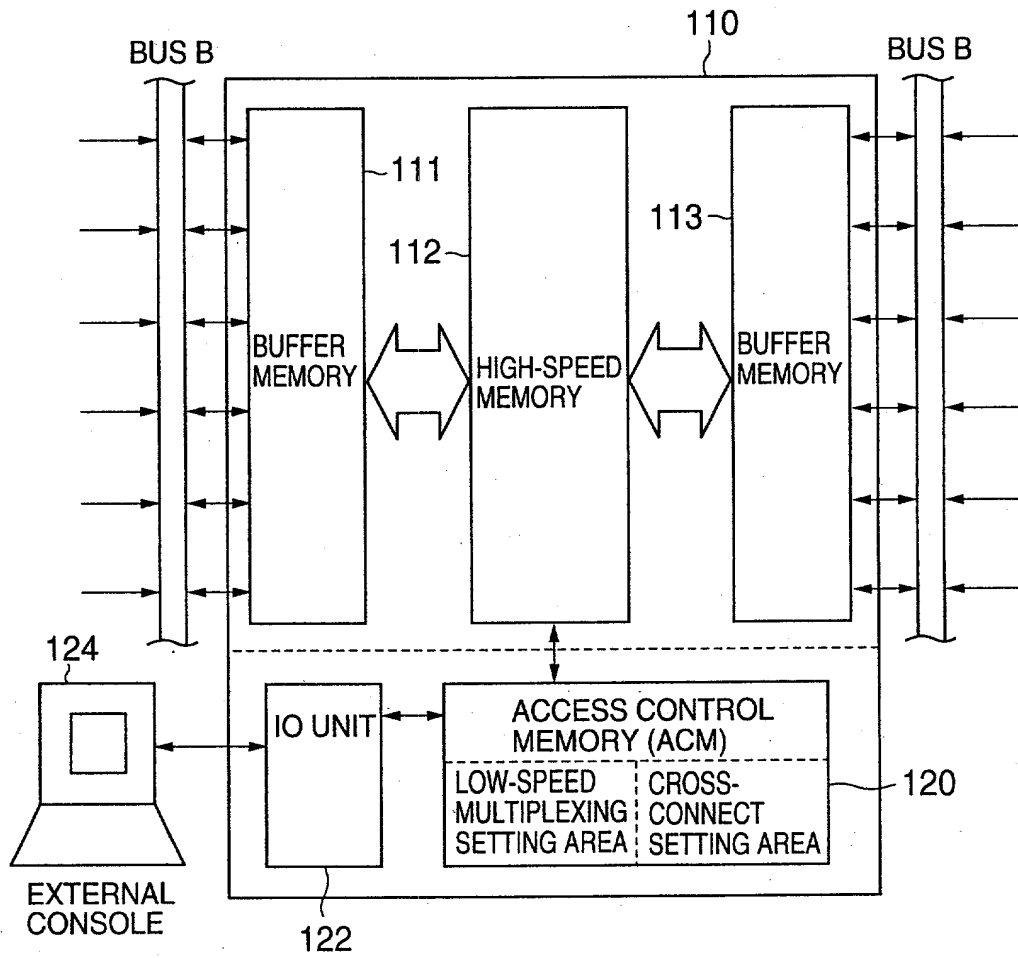 110
BUS B
BUS B
111
113
112
BUFFER
MEMORY
HIGH-SPEED
MEMORY
BUFFER
MEMORY
124
IO UNIT
ACCESS CONTROL
MEMORY (ACM)
LOW-SPEED
MULTIPLEXING
SETTING AREA
CROSS-
CONNECT
SETTING AREA
120
EXTERNAL
CONSOLE
122